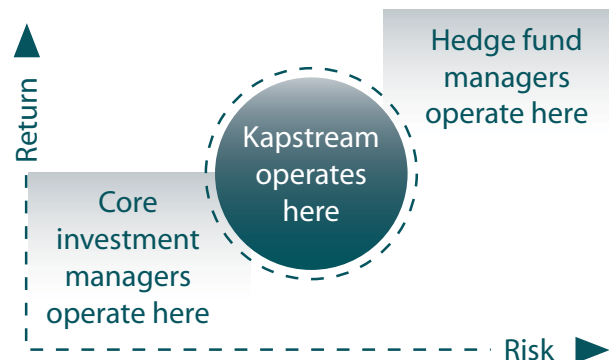 Return
Hedge fund
managers
operate here
Kapstream
operates
here
Core
investment
managers
operate here
Risk